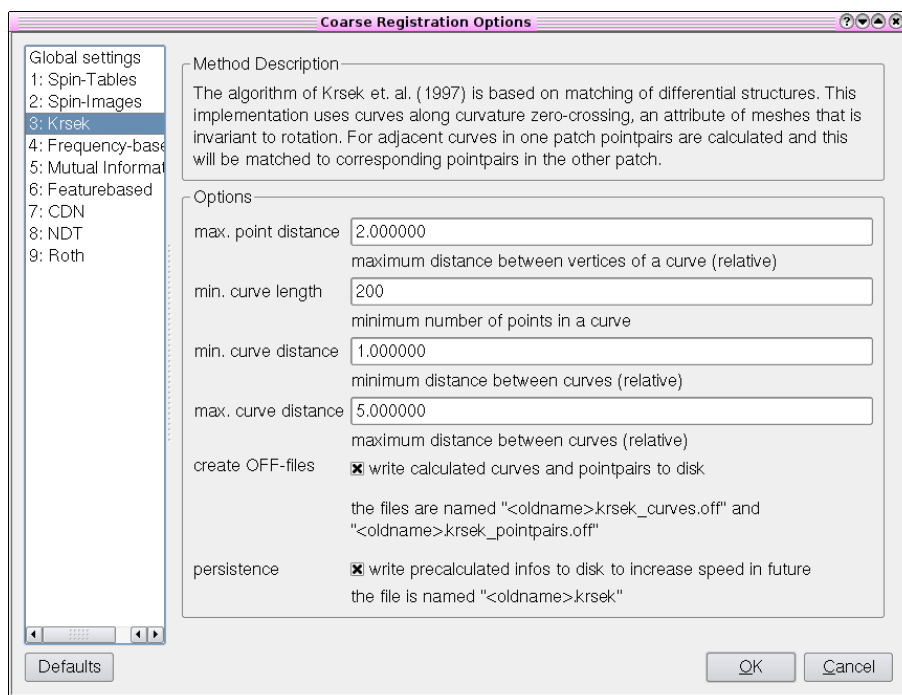 Coarse Registration Options
Global settings
1: Spin-Tables
2: Spin-Images
3: Krsek
4: Frequency-base
5: Mutual Informat
6: Featurebased
7: CDN
8: NDT
9: Roth
Method Description
The algorithm of Krsek et. al. (1997) is based on matching of differential structures. This
implementation uses curves along curvature zero-crossing, an attribute of meshes that is
invariant to rotation. For adjacent curves in one patch pointpairs are calculated and this
will be matched to corresponding pointpairs in the other patch.
Options
max. point distance 2.000000
maximum distance between vertices of a curve (relative)
min. curve length 200
minimum number of points in a curve
min. curve distance 1.000000
minimum distance between curves (relative)
max. curve distance 5.000000
maximum distance between curves (relative)
create OFF-files write calculated curves and pointpairs to disk
the files are named "<oldname>.krsek_curves.off" and
"<oldname>.krsek_pointpairs.off"
persistence write precalculated infos to disk to increase speed in future
the file is named "<oldname>.krsek"
Defaults OK Cancel